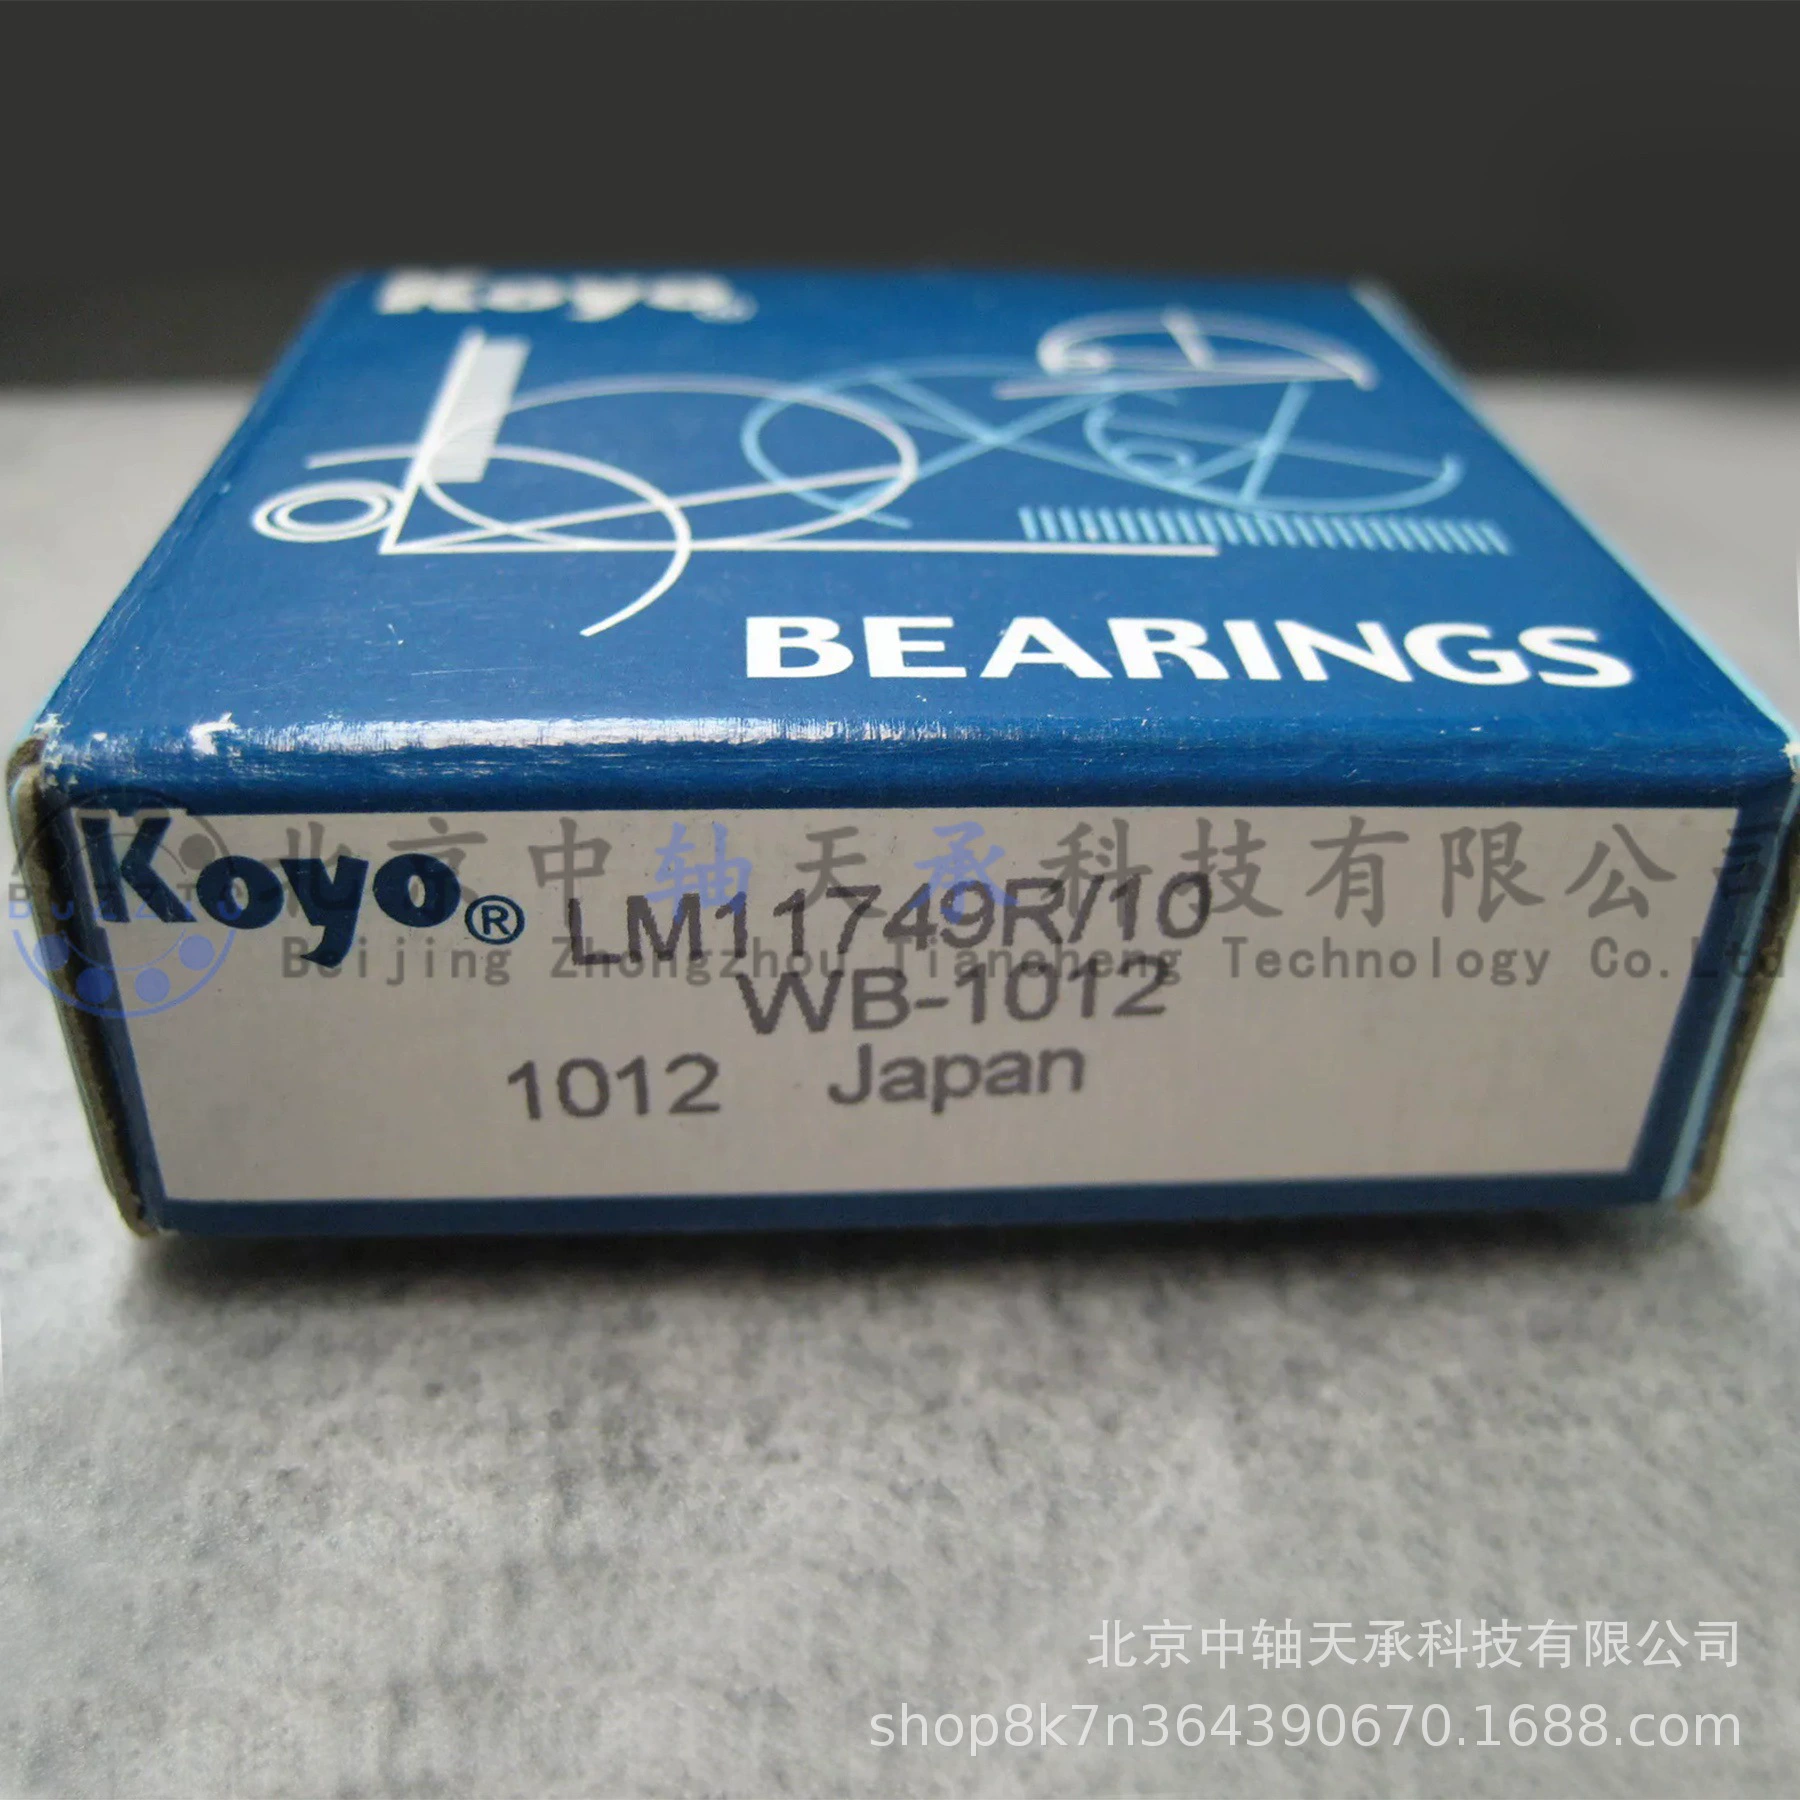 Koyo®
BEARINGS
Koyo®
北京中轴天承科技有限公司
LM11749R/10
Beijing Zhongzhou Tiancheng Technology Co.Ltd
BJZZTJ
WB-1012
1012 Japan
北京中轴天承科技有限公司
shop8k7n364390670.1688.com